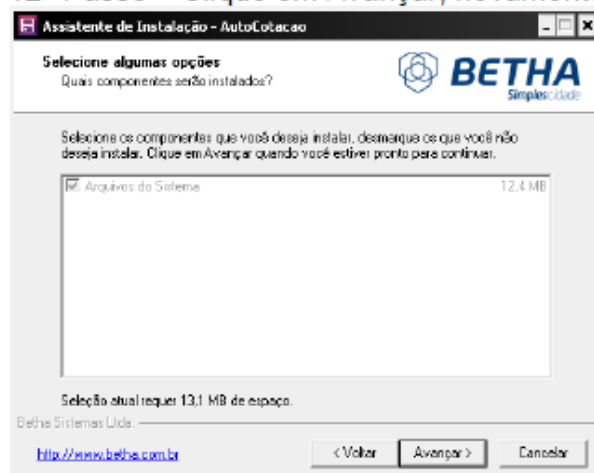 Assistente de Instalação - AutoCotacao
Selecione algumas opções
Quais componentes serão instalados?
BETHA
Simplescidade
Selecione os componentes que você deseja instalar, desmarque os que você não
deseja instalar. Clique em Avançar quando você estiver pronto para continuar.
Arquivos do Sistema 12,4 MB
Seleção atual requer 13,1 MB de espaço.
Betha Sistemas Ltda.
http://www.betha.com.br < Voltar Avançar > Cancelar